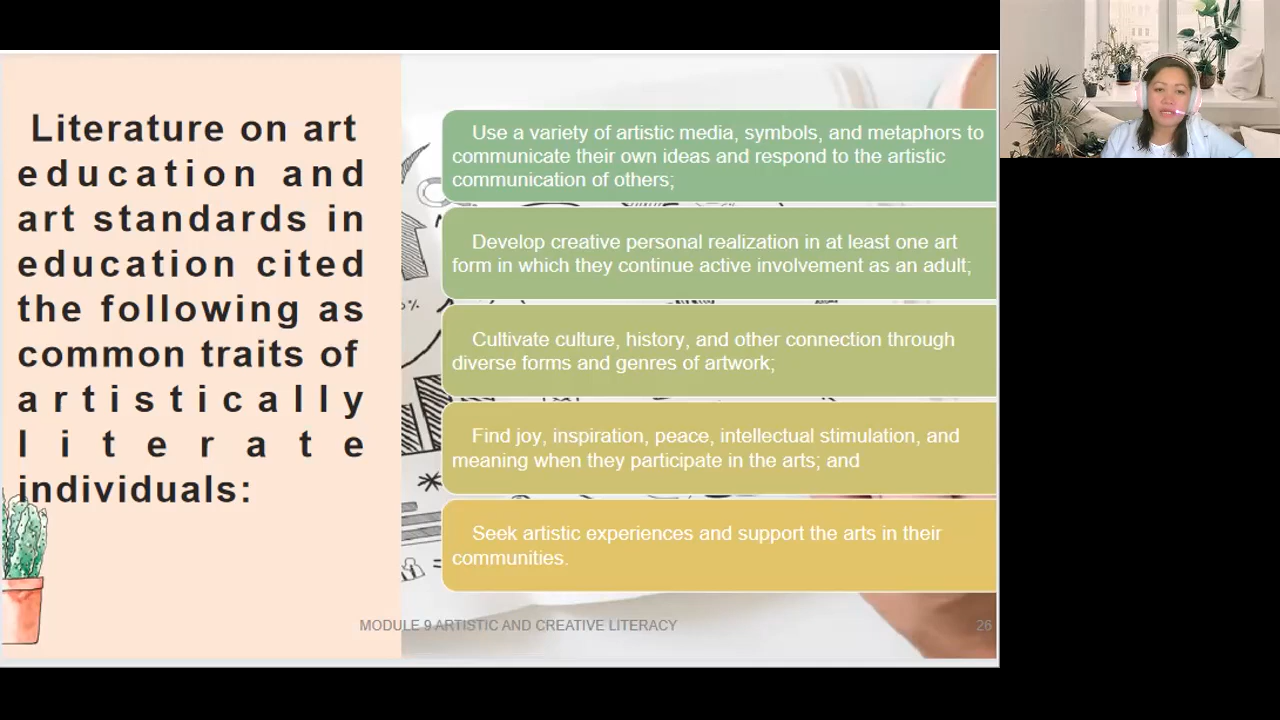 Literature on art
education and
art standards in
education cited
the following as
common traits of
artistically
literate
individuals:
Use a variety of artistic media, symbols, and metaphors to
communicate their own ideas and respond to the artistic
communication of others;
Develop creative personal realization in at least one art
form in which they continue active involvement as an adult;
Cultivate culture, history, and other connection through
diverse forms and genres of artwork;
Find joy, inspiration, peace, intellectual stimulation, and
meaning when they participate in the arts; and
Seek artistic experiences and support the arts in their
communities.
MODULE 9 ARTISTIC AND CREATIVE LITERACY
26